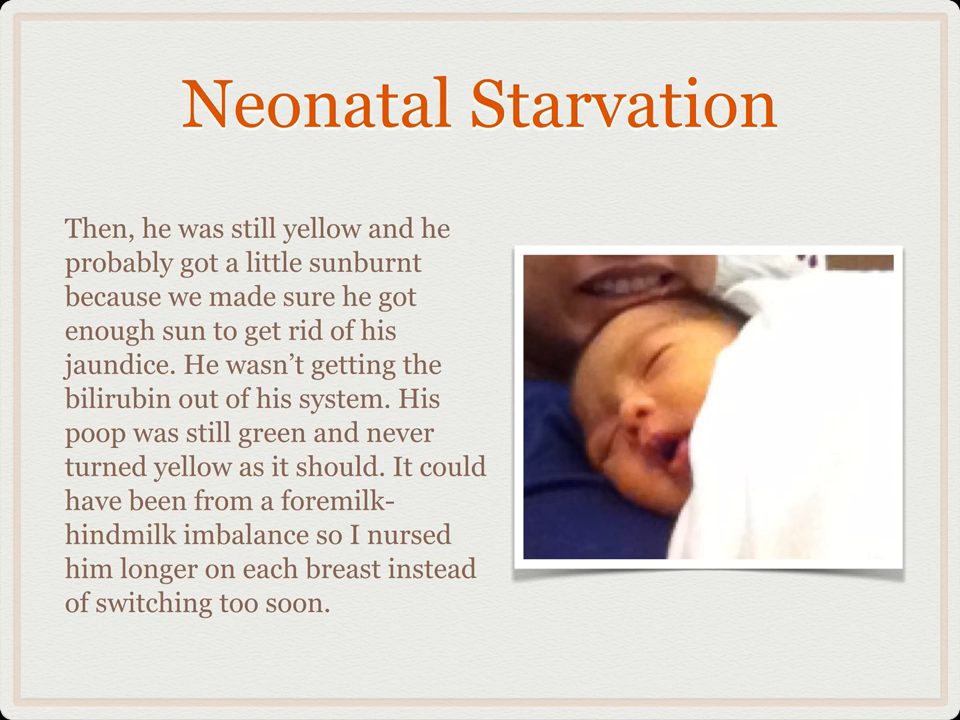 Neonatal Starvation
Then, he was still yellow and he
probably got a little sunburnt
because we made sure he got
enough sun to get rid of his
jaundice. He wasn’t getting the
bilirubin out of his system. His
poop was still green and never
turned yellow as it should. It could
have been from a foremilk-
hindmilk imbalance so I nursed
him longer on each breast instead
of switching too soon.